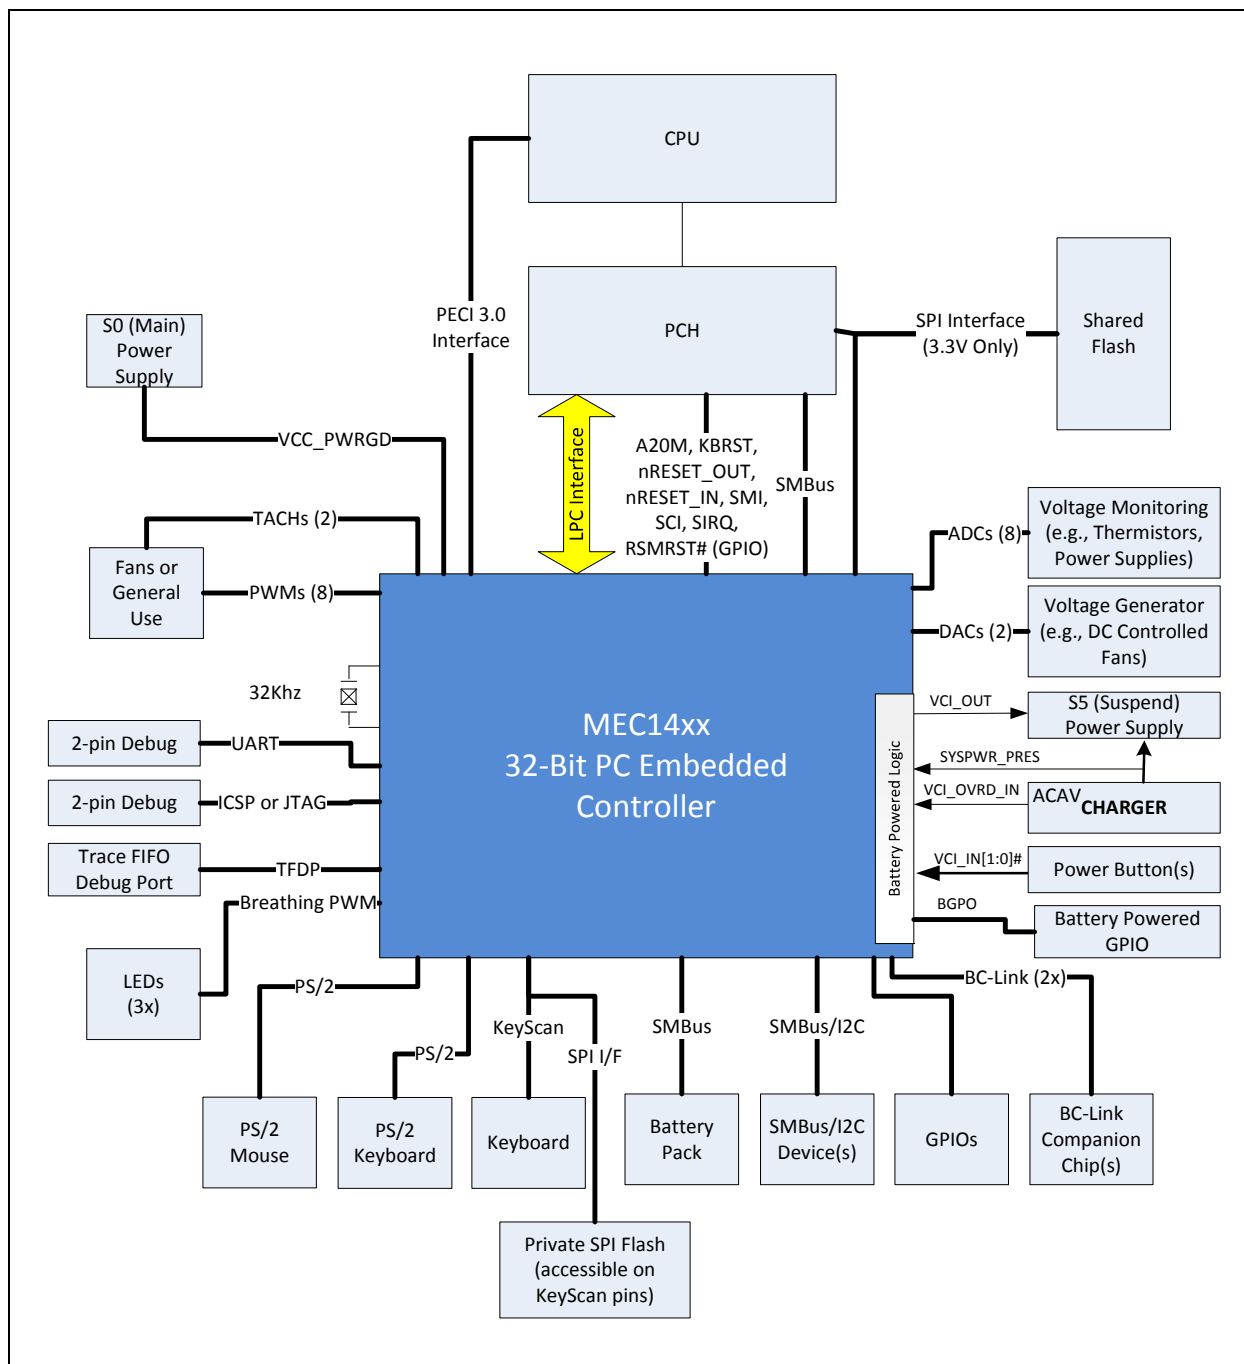 CPU
PECI 3.0
Interface
PCH
SPI Interface
(3.3V Only)
Shared
Flash
S0 (Main)
Power
Supply
VCC_PWRGD
LPC Interface
A20M, KBRST,
nRESET_OUT,
nRESET_IN, SMI,
SCI, SIRQ,
RSMRST# (GPIO)
SMBus
TACHs (2)
Fans or
General
Use
PWMs (8)
ADCs (8)
Voltage Monitoring
(e.g., Thermistors,
Power Supplies)
DACs (2)
Voltage Generator
(e.g., DC Controlled
Fans)
32Khz
MEC14xx
32-Bit PC Embedded
Controller
Battery Powered Logic
VCI_OUT
S5 (Suspend)
Power Supply
SYSPWR_PRES
VCI_OVRD_IN
ACAV
CHARGER
VCI_IN[1:0]#
Power Button(s)
BGPO
Battery Powered
GPIO
2-pin Debug
UART
2-pin Debug
ICSP or JTAG
Trace FIFO
Debug Port
TFDP
Breathing PWM
LEDs
(3x)
PS/2
PS/2
KeyScan
SPI I/F
SMBus
SMBus/I2C
BC-Link (2x)
PS/2
Mouse
PS/2
Keyboard
Keyboard
Battery
Pack
SMBus/I2C
Device(s)
GPIOs
BC-Link
Companion
Chip(s)
Private SPI Flash
(accessible on
KeyScan pins)